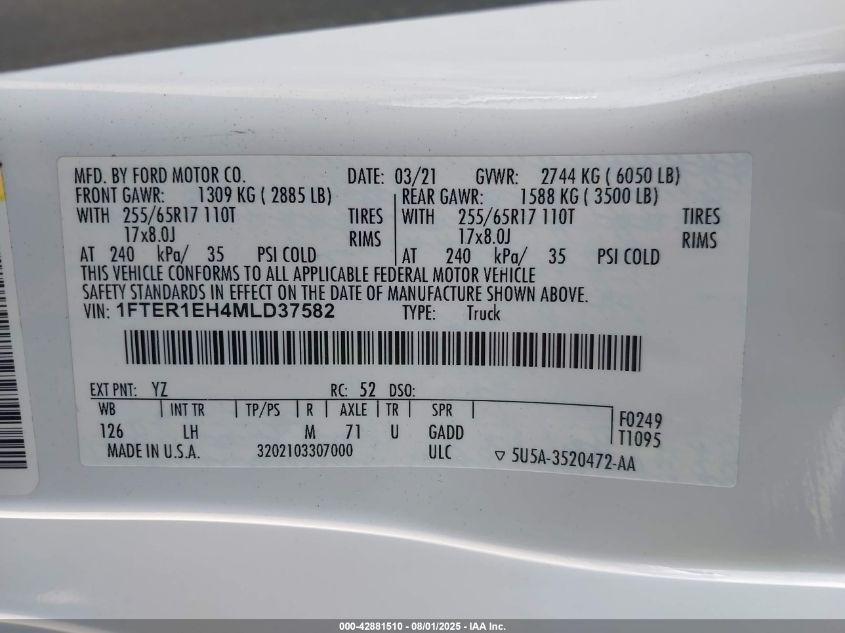 MFD. BY FORD MOTOR CO. DATE: 03/21 GVWR: 2744 KG ( 6050 LB)
FRONT GAWR: 1309 KG ( 2885 LB) REAR GAWR: 1588 KG ( 3500 LB)
WITH 255/65R17 110T TIRES WITH 255/65R17 110T TIRES
17x8.0J RIMS 17x8.0J RIMS
AT 240 kPa/ 35 PSI COLD AT 240 kPa/ 35 PSI COLD
THIS VEHICLE CONFORMS TO ALL APPLICABLE FEDERAL MOTOR VEHICLE
SAFETY STANDARDS IN EFFECT ON THE DATE OF MANUFACTURE SHOWN ABOVE.
VIN: 1FTER1EH4MLD37582 TYPE: Truck
EXT PNT: YZ RC: 52 DSO:
WB INT TR TP/PS R AXLE TR SPR
F0249
126 LH M 71 U GADD
T1095
MADE IN U.S.A. 3202103307000 ULC ▽ 5U5A-3520472-AA
000-42881510 - 08/01/2025 - IAA Inc.